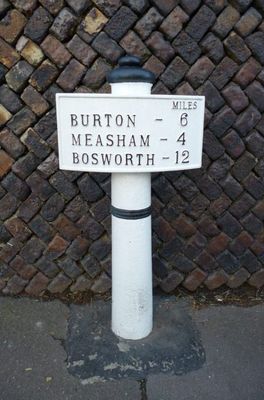 MILES
BURTON - 6
MEASHAM - 4
BOSWORTH - 12